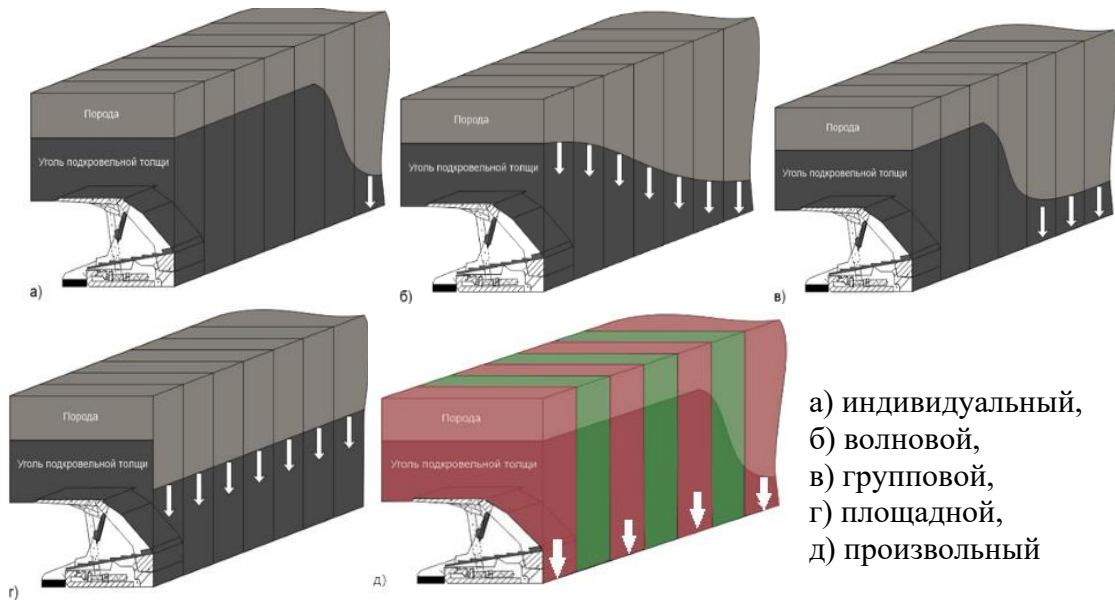 Порода
Уголь подкровельной толщи
а)
Порода
Уголь подкровельной толщи
б)
Порода
Уголь подкровельной толщи
в)
Порода
Уголь подкровельной толщи
г)
Порода
Уголь подкровельной толщи
д)
а) индивидуальный,
б) волновой,
в) групповой,
г) площадной,
д) произвольный